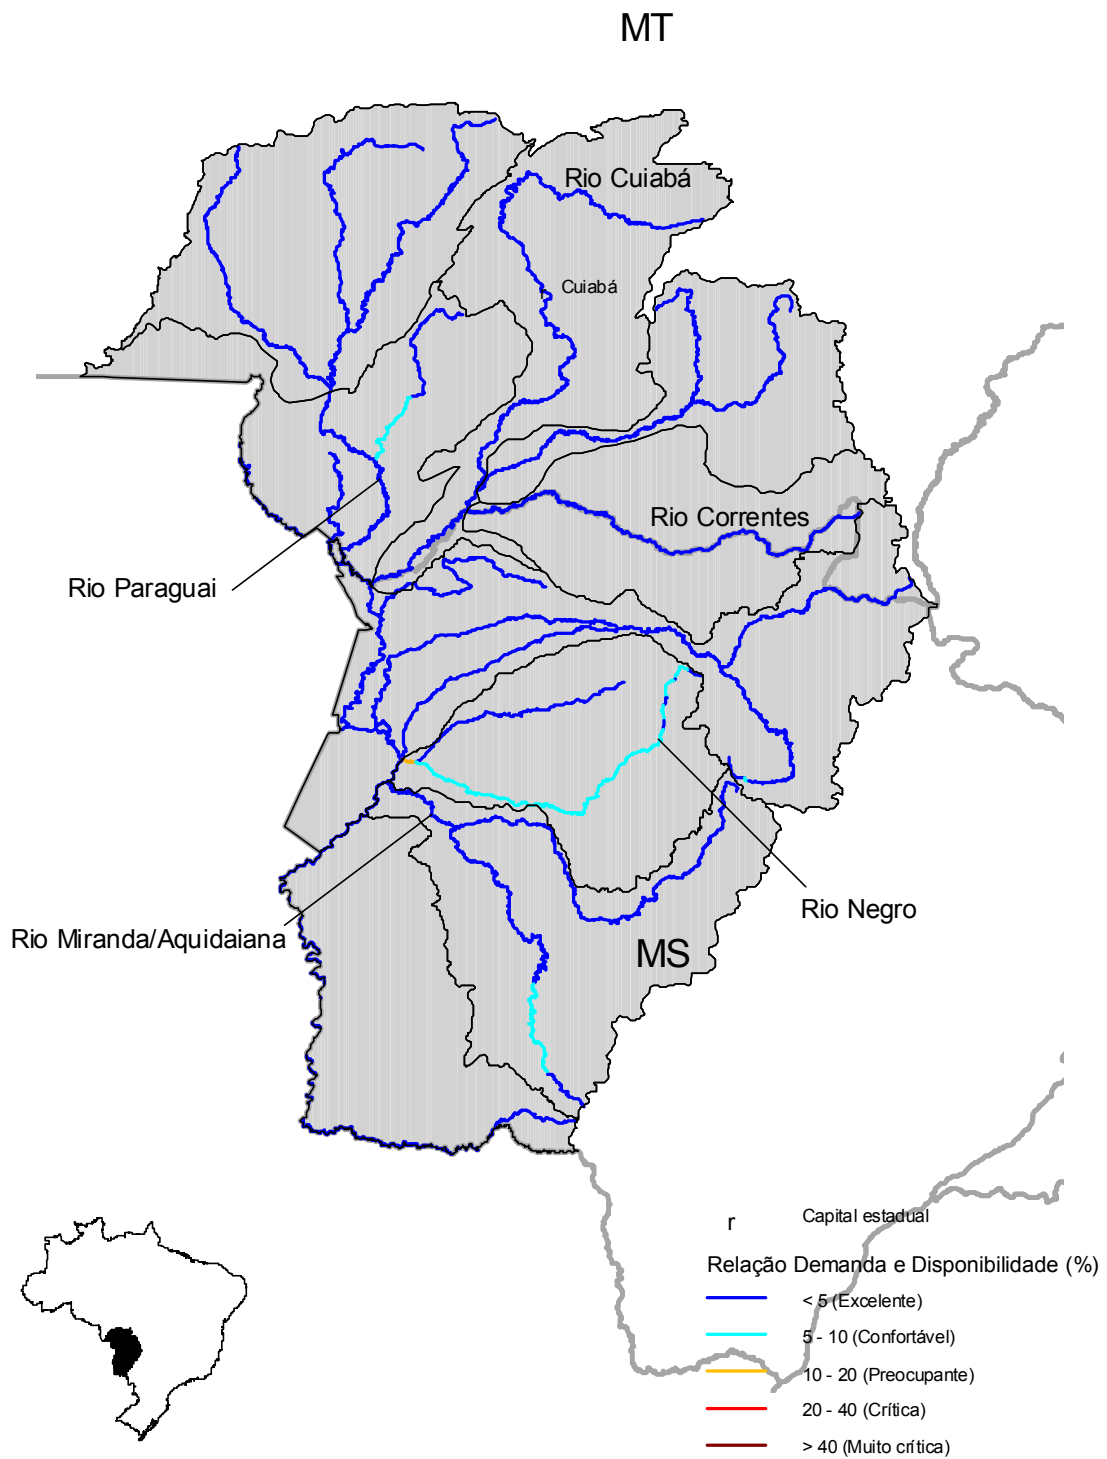 MT
Rio Cuiabá
Cuiabá
Rio Correntes
Rio Paraguai
Rio Negro
Rio Miranda/Aquidaiana
MS
r Capital estadual
Relação Demanda e Disponibilidade (%)
< 5 (Excelente)
5 - 10 (Confortável)
10 - 20 (Preocupante)
20 - 40 (Crítica)
> 40 (Muito crítica)